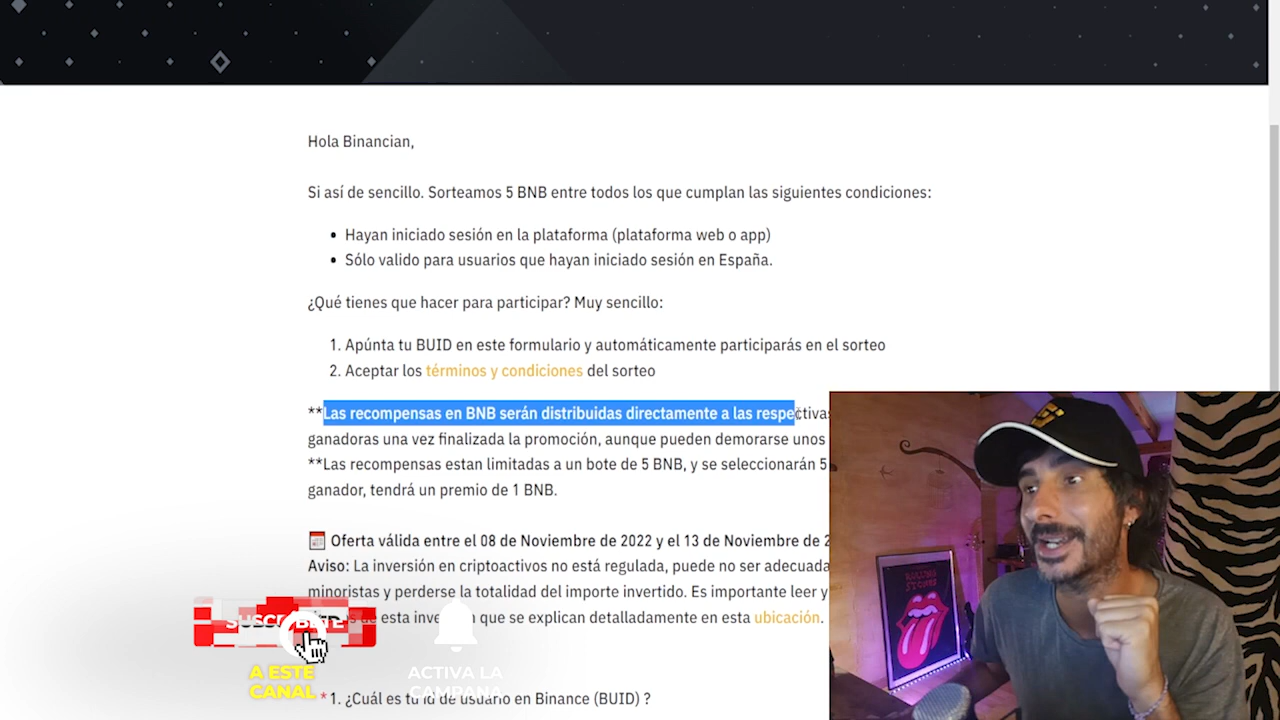 Hola Binancian,
Si así de sencillo. Sorteamos 5 BNB entre todos los que cumplan las siguientes condiciones:
• Hayan iniciado sesión en la plataforma (plataforma web o app)
• Sólo valido para usuarios que hayan iniciado sesión en España.
¿Qué tienes que hacer para participar? Muy sencillo:
1. Apúnta tu BUID en este formulario y automáticamente participarás en el sorteo
2. Aceptar los términos y condiciones del sorteo
**Las recompensas en BNB serán distribuidas directamente a las respectivas
ganadoras una vez finalizada la promoción, aunque pueden demorarse unos
**Las recompensas estan limitadas a un bote de 5 BNB, y se seleccionarán 5
ganador, tendrá un premio de 1 BNB.
Oferta válida entre el 08 de Noviembre de 2022 y el 13 de Noviembre de 2
Aviso: La inversión en criptoactivos no está regulada, puede no ser adecuada
minoristas y perderse la totalidad del importe invertido. Es importante leer y
de esta que se explican detalladamente en esta ubicación.
SUSCRÍBETE
A ESTE
CANAL
ACTIVA LA
CAMPANA
* 1. ¿Cuál es tu id de usuario en Binance (BUID) ?